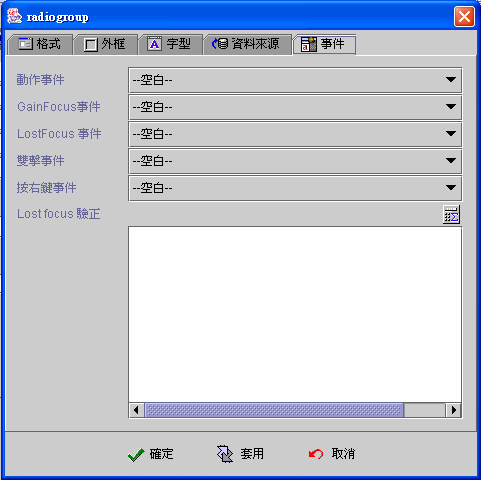 radiogroup
格式 外框 字型 資料來源 事件
動作事件 --空白--
GainFocus事件 --空白--
LostFocus 事件 --空白--
雙擊事件 --空白--
按右鍵事件 --空白--
Lost focus 驗正
確定 套用 取消